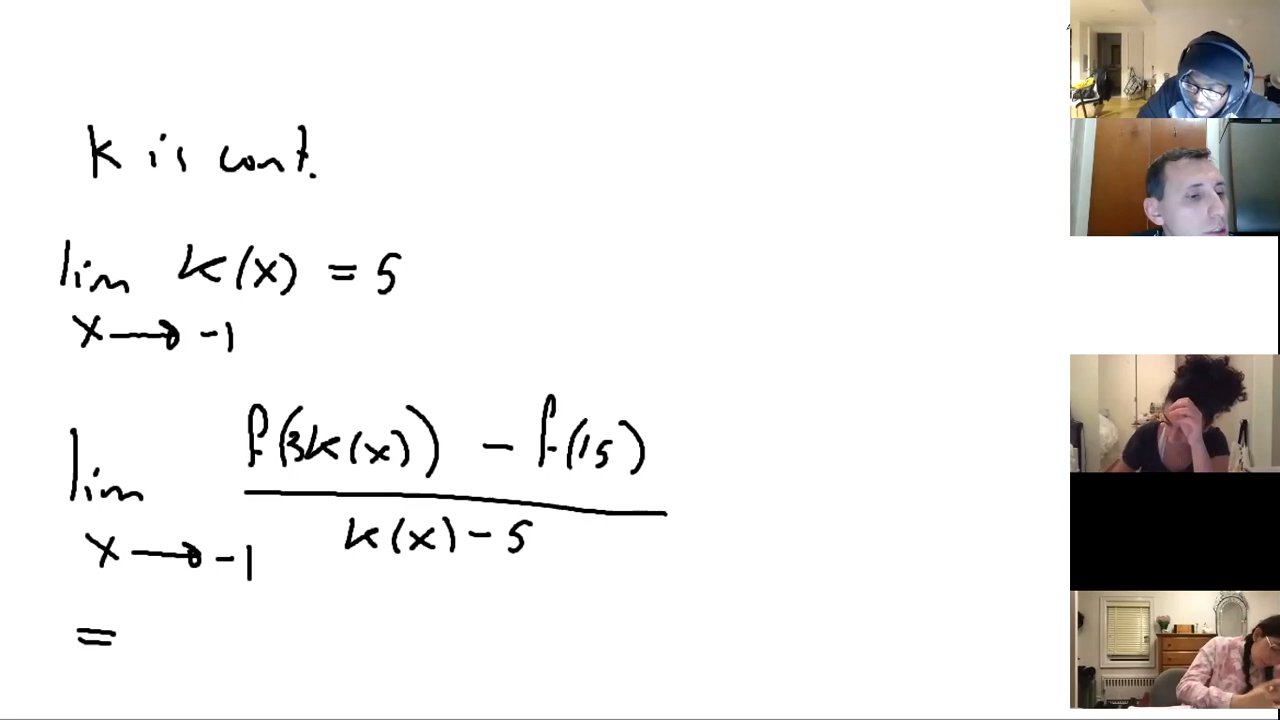 k is cont.
lim k(x) = 5
x → -1
lim f(3k(x)) - f(15)
x → -1 k(x) - 5
=